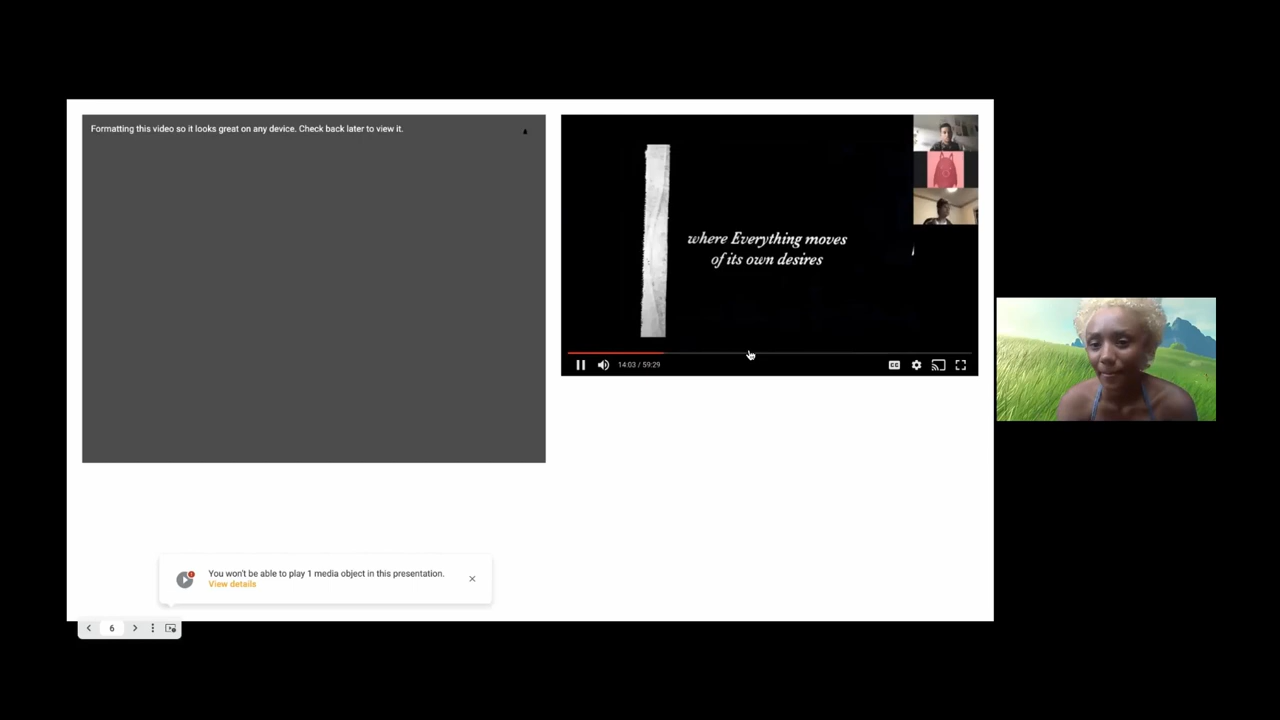 Formatting this video so it looks great on any device. Check back later to view it.
where Everything moves
of its own desires
14:03 / 59:29
CC
You won't be able to play 1 media object in this presentation.
View details
6